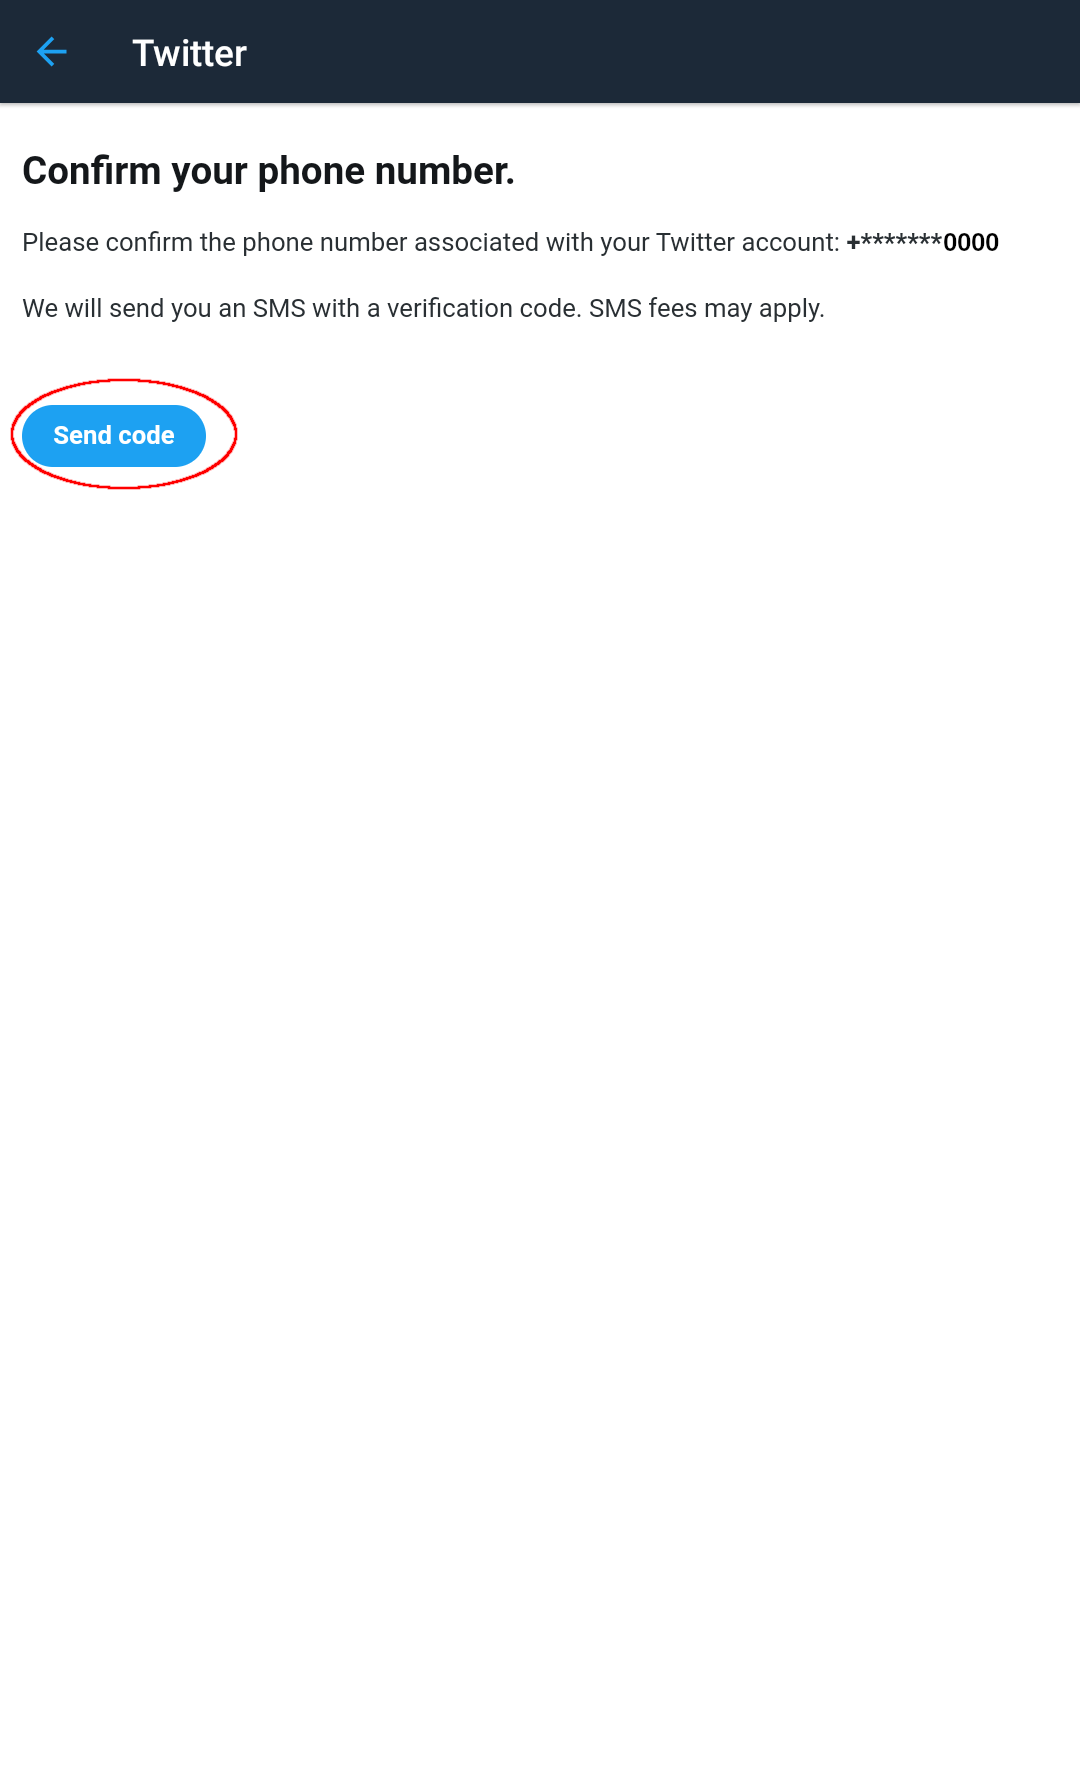 Twitter
Confirm your phone number.
Please confirm the phone number associated with your Twitter account: +*******0000
We will send you an SMS with a verification code. SMS fees may apply.
Send code